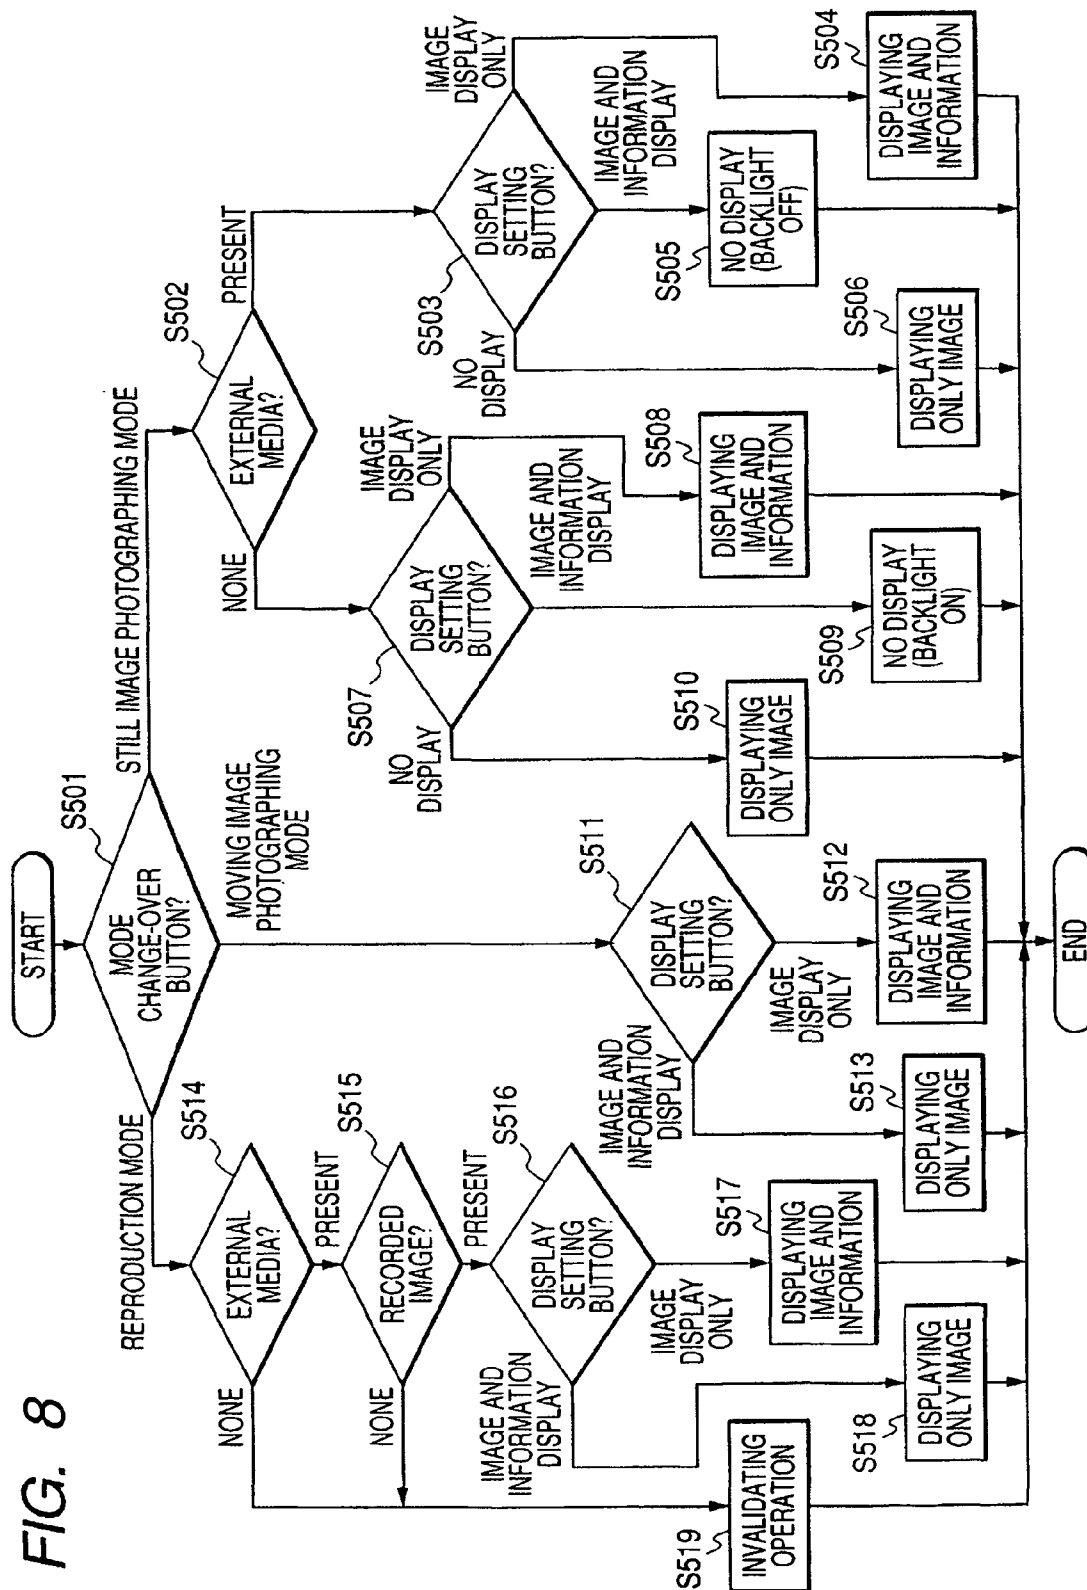 FIG. 8
START
S501
MODE
CHANGE-OVER
BUTTON?
REPRODUCTION MODE
STILL IMAGE PHOTOGRAPHING MODE
MOVING IMAGE
PHOTOGRAPHING
MODE
S514
EXTERNAL
MEDIA?
NONE
PRESENT
S515
RECORDED
IMAGE?
NONE
PRESENT
S516
DISPLAY
SETTING
BUTTON?
IMAGE AND
INFORMATION
DISPLAY
IMAGE
DISPLAY
ONLY
S517
DISPLAYING
IMAGE AND
INFORMATION
S518
DISPLAYING
ONLY IMAGE
S519
INVALIDATING
OPERATION
S511
DISPLAY
SETTING
BUTTON?
IMAGE AND
INFORMATION
DISPLAY
IMAGE
DISPLAY
ONLY
S512
DISPLAYING
IMAGE AND
INFORMATION
S513
DISPLAYING
ONLY IMAGE
S502
EXTERNAL
MEDIA?
NONE
PRESENT
S507
DISPLAY
SETTING
BUTTON?
NO
DISPLAY
IMAGE AND
INFORMATION
DISPLAY
IMAGE
DISPLAY
ONLY
S510
DISPLAYING
ONLY IMAGE
S509
NO DISPLAY
(BACKLIGHT
ON)
S508
DISPLAYING
IMAGE AND
INFORMATION
S503
DISPLAY
SETTING
BUTTON?
NO
DISPLAY
IMAGE AND
INFORMATION
DISPLAY
IMAGE
DISPLAY
ONLY
S506
DISPLAYING
ONLY IMAGE
S505
NO DISPLAY
(BACKLIGHT
OFF)
S504
DISPLAYING
IMAGE AND
INFORMATION
END